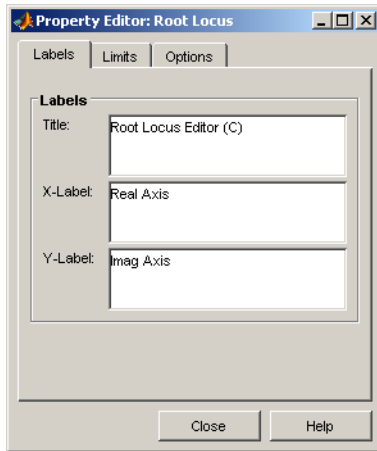 Property Editor: Root Locus
Labels Limits Options
Labels
Title: Root Locus Editor (C)
X-Label: Real Axis
Y-Label: Imag Axis
Close Help